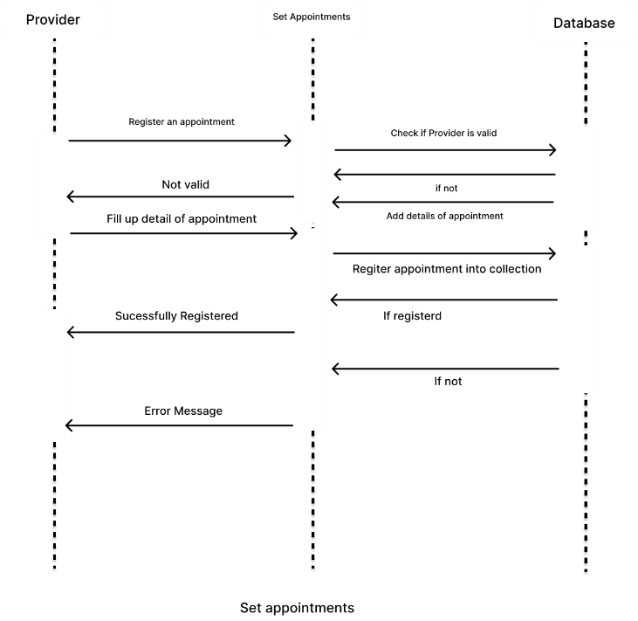 Provider
Set Appointments
Database
Register an appointment
Check if Provider is valid
Not valid
if not
Fill up detail of appointment
Add details of appointment
Regiter appointment into collection
Sucessfully Registered
If registerd
If not
Error Message
Set appointments